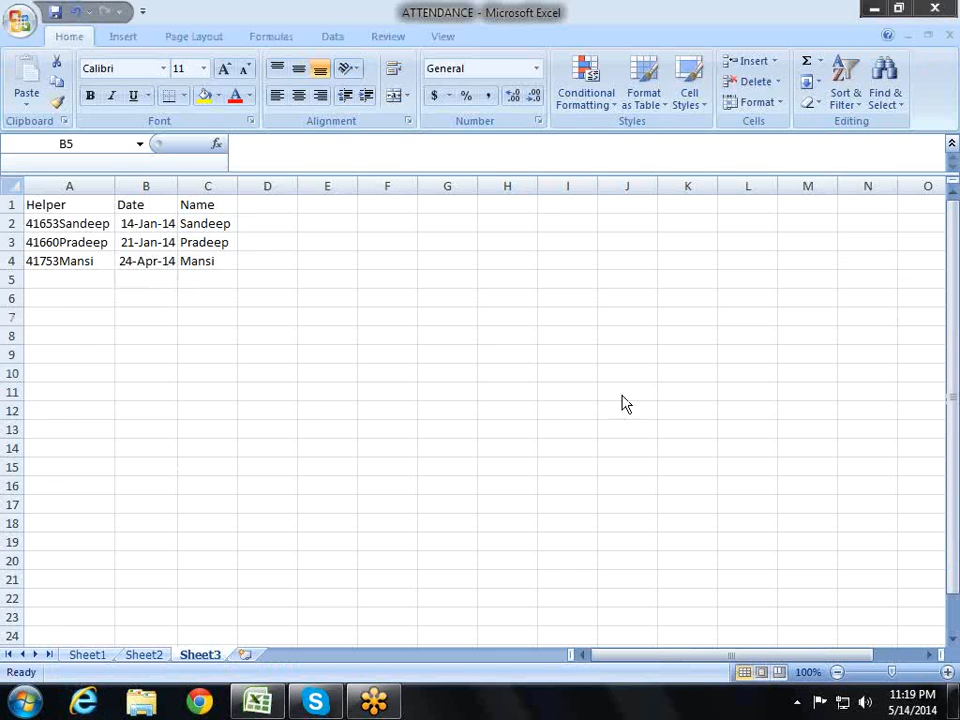 ATTENDANCE - Microsoft Excel
Home Insert Page Layout Formulas Data Review View
Calibri 11 General
Paste
B I U
$ % ,
Conditional Formatting
Format as Table
Cell Styles
Insert
Delete
Format
Sort & Filter
Find & Select
Clipboard Font Alignment Number Styles Cells Editing
B5 fx
A B C D E F G H I J K L M N O
1 Helper Date Name
2 41653Sandeep 14-Jan-14 Sandeep
3 41660Pradeep 21-Jan-14 Pradeep
4 41753Mansi 24-Apr-14 Mansi
5
6
7
8
9
10
11
12
13
14
15
16
17
18
19
20
21
22
23
24
Sheet1 Sheet2 Sheet3
Ready 100%
11:19 PM
5/14/2014